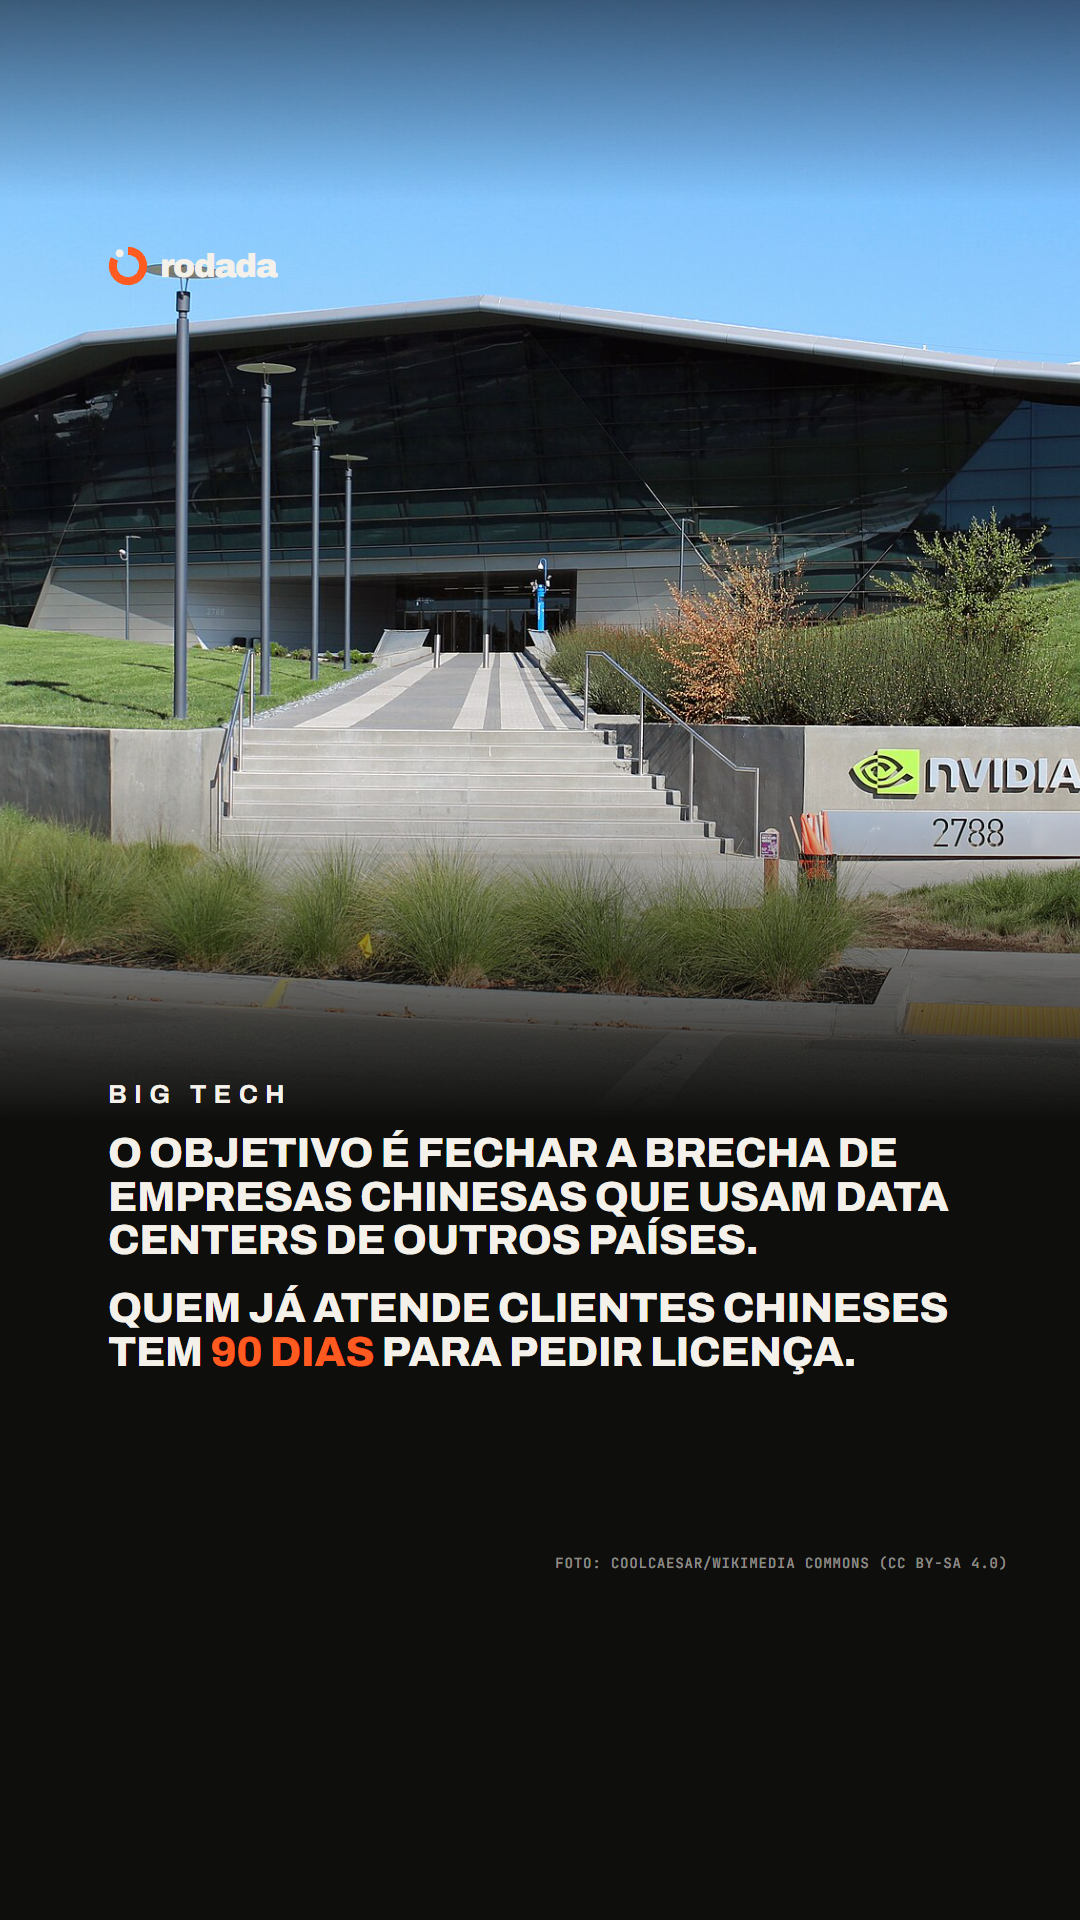 rodada
NVIDIA
2788
BIG TECH
O OBJETIVO É FECHAR A BRECHA DE
EMPRESAS CHINESAS QUE USAM DATA
CENTERS DE OUTROS PAÍSES.
QUEM JÁ ATENDE CLIENTES CHINESES
TEM 90 DIAS PARA PEDIR LICENÇA.
FOTO: COOLCAESAR/WIKIMEDIA COMMONS (CC BY-SA 4.0)